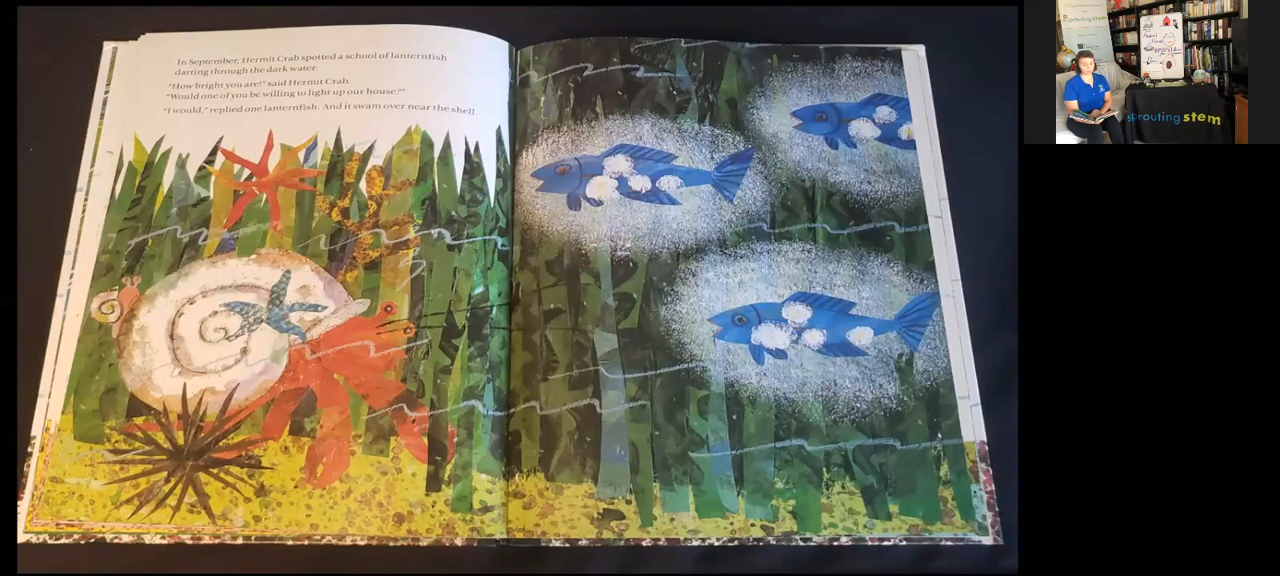 In September, Hermit Crab spotted a school of lanternfish
darting through the dark water.
"How bright you are!" said Hermit Crab.
"Would one of you be willing to light up our house?"
"I would," replied one lanternfish. And it swam over near the shell.
sproutingstem
sprouting stem